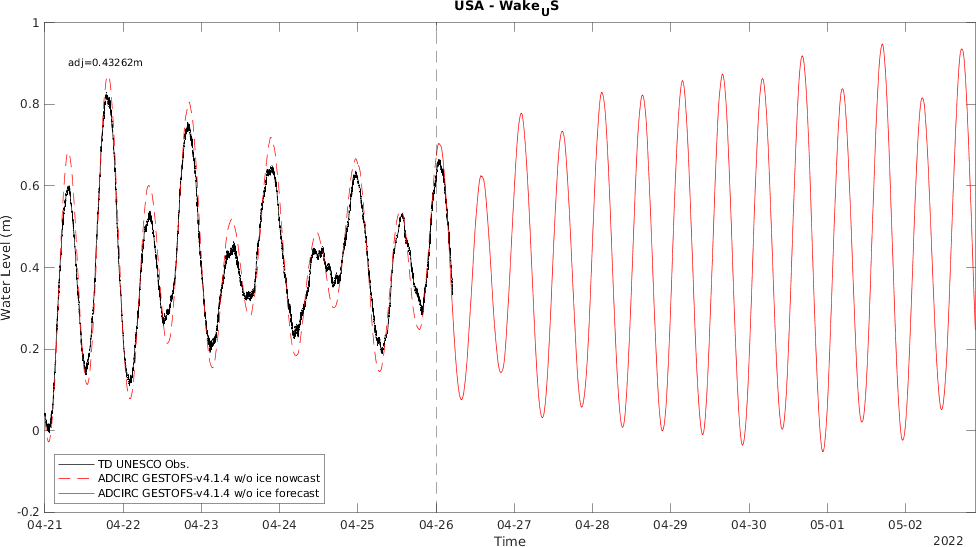 USA - Wake_US
1
adj=0.43262m
0.8
0.6
Water Level (m)
0.4
0.2
0
TD UNESCO Obs.
ADCIRC GESTOFS-v4.1.4 w/o ice nowcast
ADCIRC GESTOFS-v4.1.4 w/o ice forecast
-0.2
04-21 04-22 04-23 04-24 04-25 04-26 04-27 04-28 04-29 04-30 05-01 05-02
Time
2022